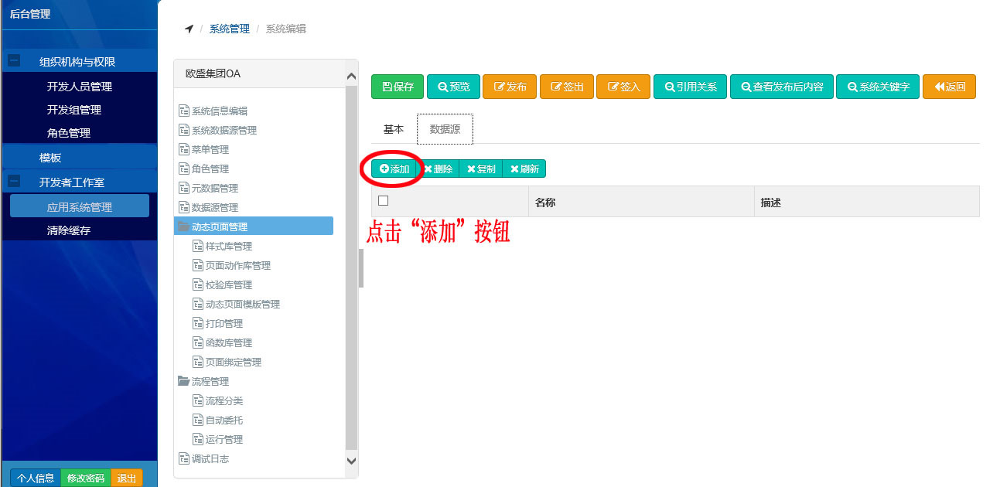 后台管理
组织机构与权限
开发人员管理
开发组管理
角色管理
模板
开发者工作室
应用系统管理
清除缓存
个人信息 修改密码 退出
/ 系统管理 / 系统编辑
欧盛集团OA
系统信息编辑
系统数据源管理
菜单管理
角色管理
元数据管理
数据源管理
动态页面管理
样式库管理
页面动作库管理
校验库管理
动态页面模版管理
打印管理
函数库管理
页面绑定管理
流程管理
流程分类
自动委托
运行管理
调试日志
保存 预览 发布 签出 签入 引用关系 查看发布后内容 系统关键字 返回
基本 数据源
添加 删除 复制 刷新
名称 描述
点击“添加”按钮